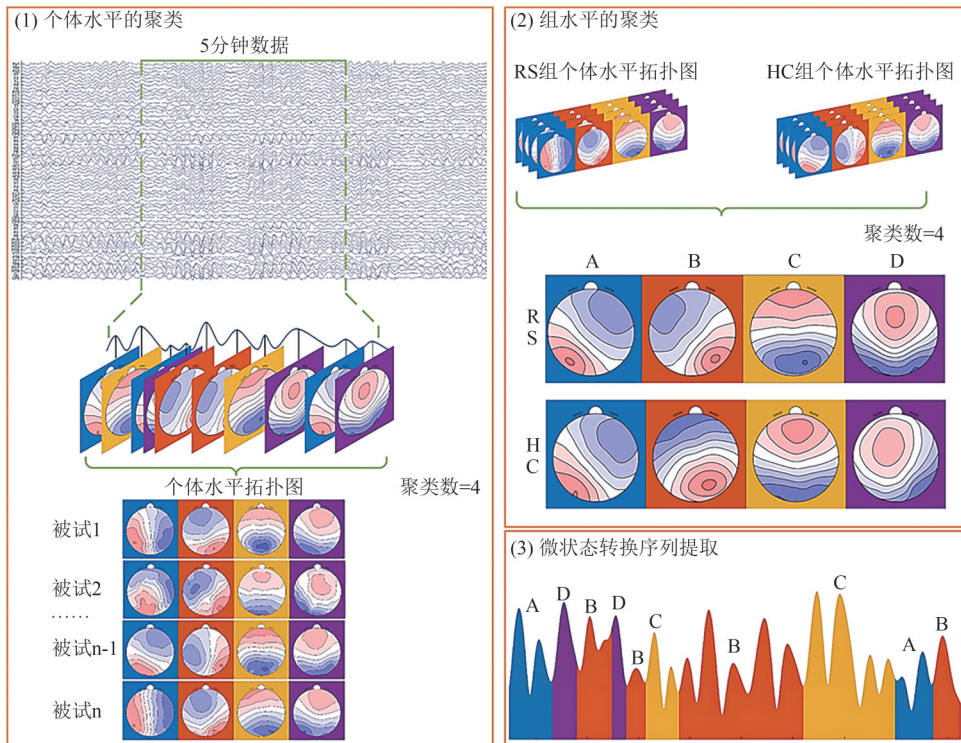 (1) 个体水平的聚类
5分钟数据
个体水平拓扑图
聚类数=4
被试1
被试2
……
被试n-1
被试n
(2) 组水平的聚类
RS组个体水平拓扑图
HC组个体水平拓扑图
聚类数=4
A B C D
R
S
H
C
(3) 微状态转换序列提取
A D B D B C B C A B